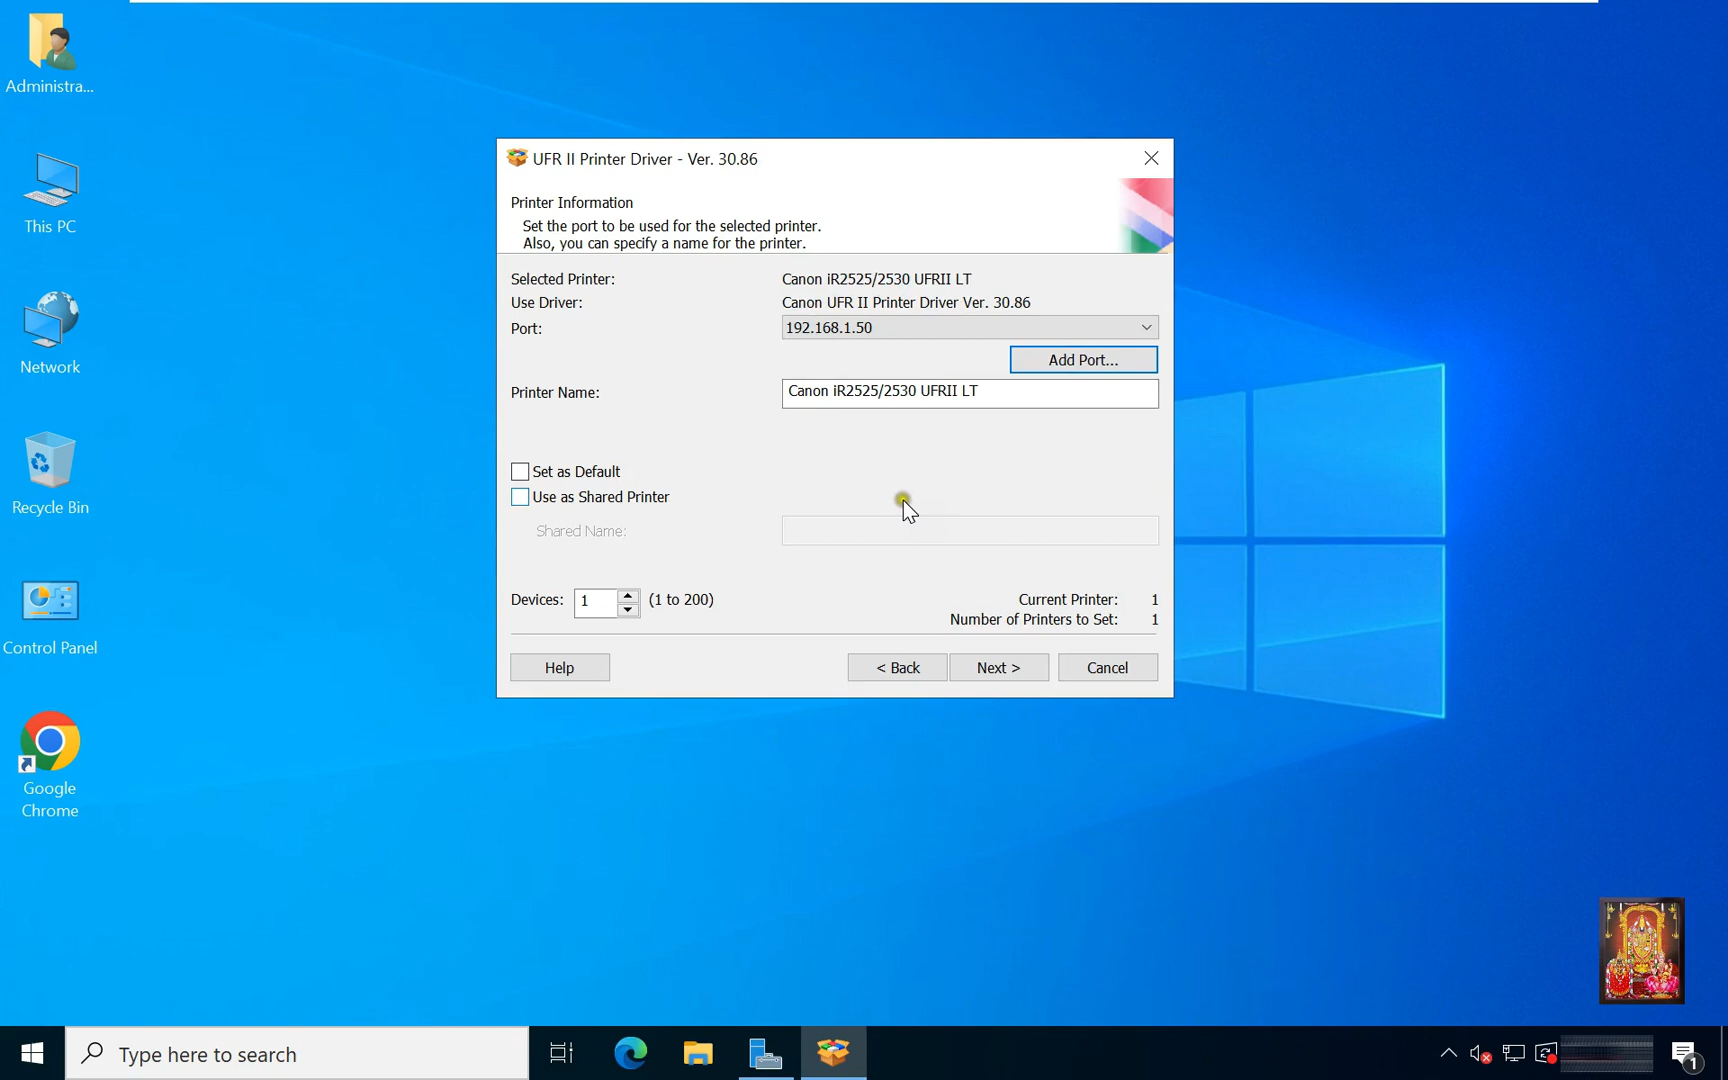 Administra...
This PC
Network
Recycle Bin
Control Panel
Google
Chrome
UFR II Printer Driver - Ver. 30.86
Printer Information
Set the port to be used for the selected printer.
Also, you can specify a name for the printer.
Selected Printer: Canon iR2525/2530 UFRII LT
Use Driver: Canon UFR II Printer Driver Ver. 30.86
Port: 192.168.1.50
Add Port...
Printer Name: Canon iR2525/2530 UFRII LT
Set as Default
Use as Shared Printer
Shared Name:
Devices: 1 (1 to 200)
Current Printer: 1
Number of Printers to Set: 1
Help < Back Next > Cancel
Type here to search
1